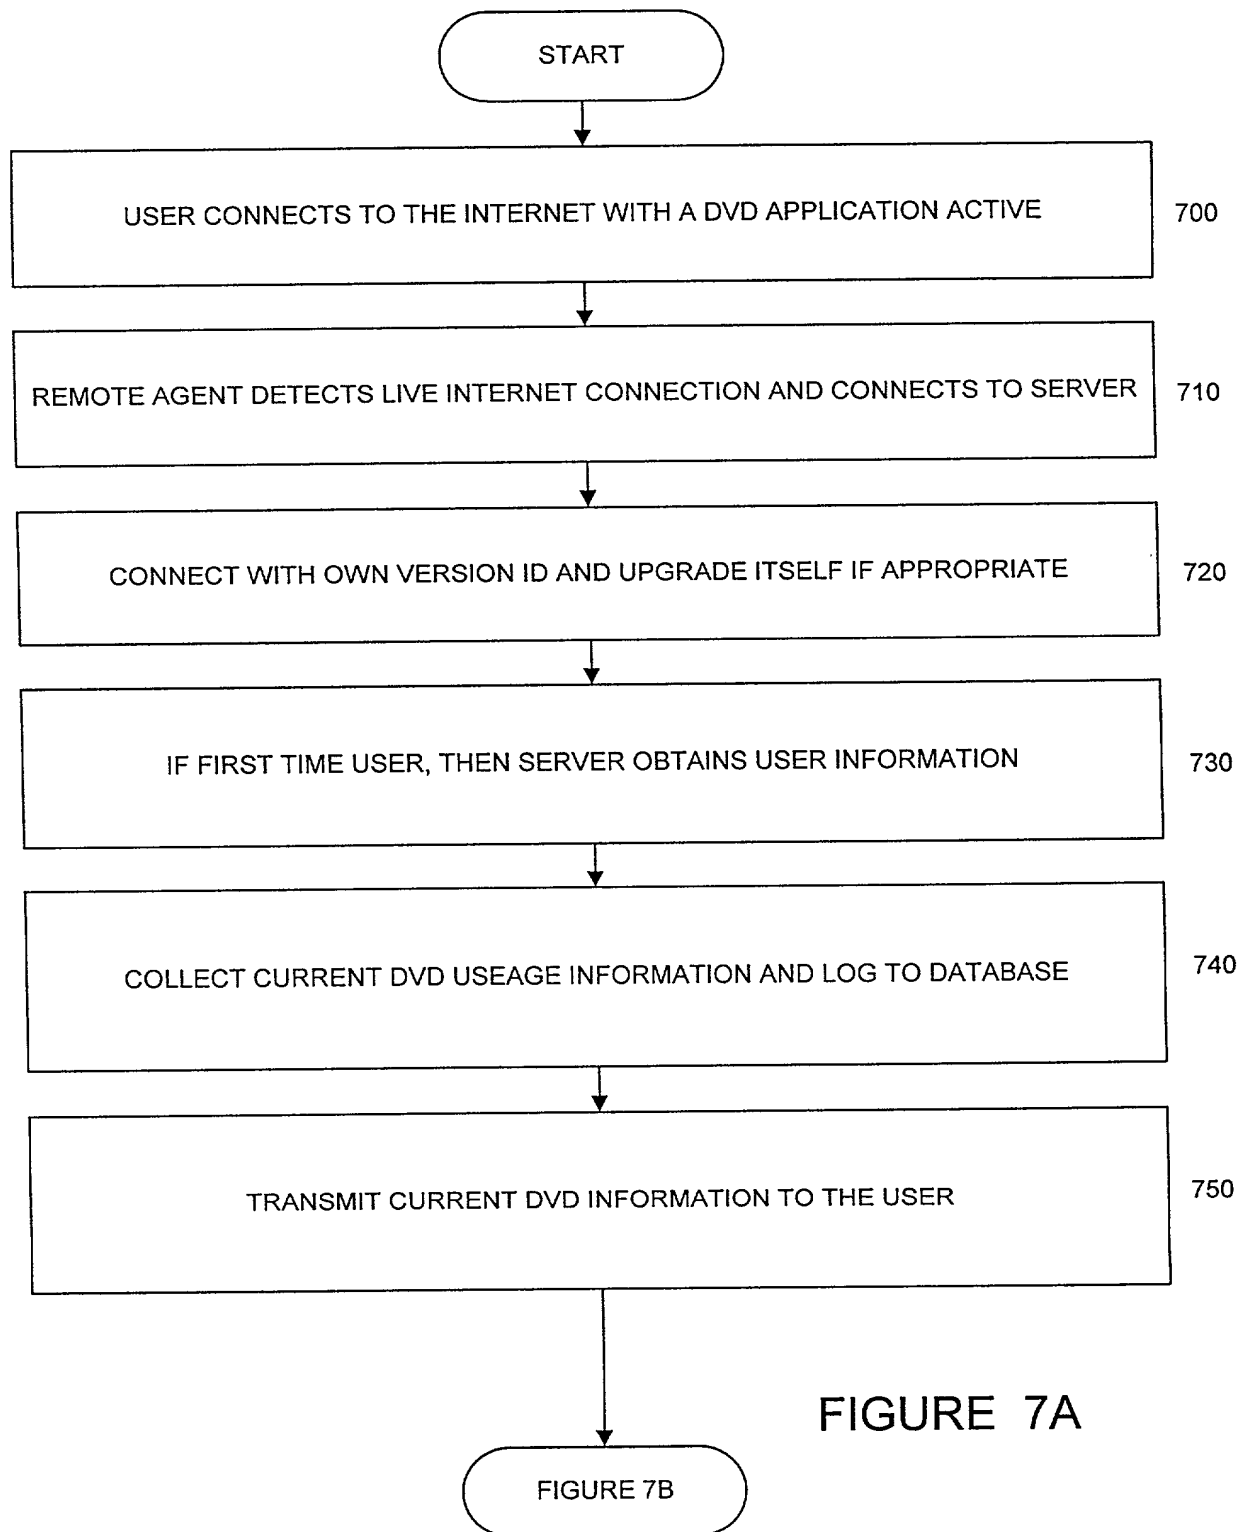 START
USER CONNECTS TO THE INTERNET WITH A DVD APPLICATION ACTIVE
700
REMOTE AGENT DETECTS LIVE INTERNET CONNECTION AND CONNECTS TO SERVER
710
CONNECT WITH OWN VERSION ID AND UPGRADE ITSELF IF APPROPRIATE
720
IF FIRST TIME USER, THEN SERVER OBTAINS USER INFORMATION
730
COLLECT CURRENT DVD USEAGE INFORMATION AND LOG TO DATABASE
740
TRANSMIT CURRENT DVD INFORMATION TO THE USER
750
FIGURE 7A
FIGURE 7B